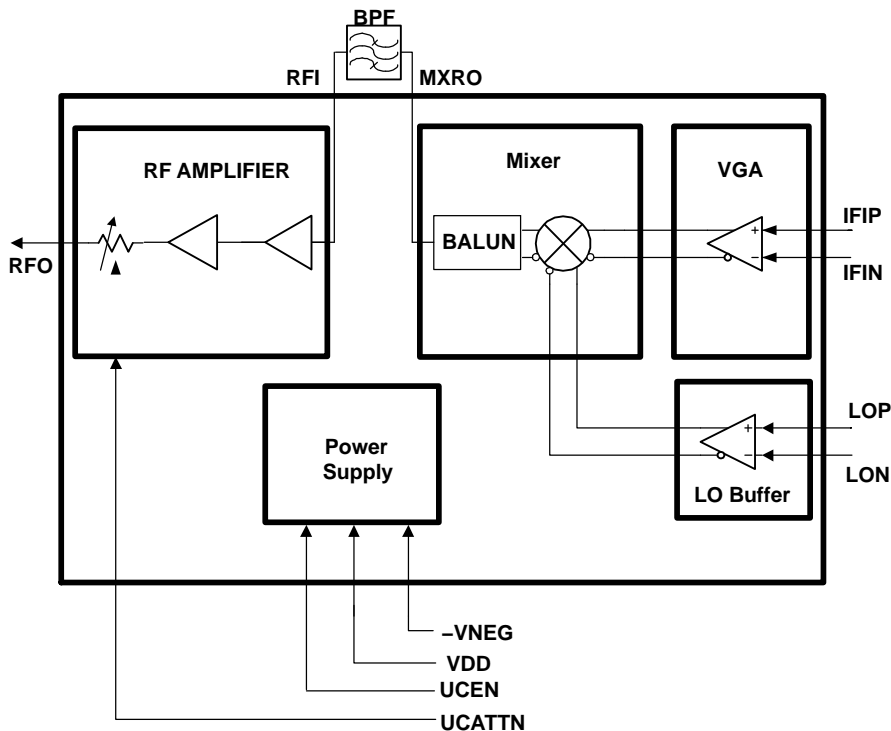 BPF
RFI
MXRO
RF AMPLIFIER
Mixer
VGA
BALUN
+
−
IFIP
IFIN
RFO
LOP
LON
+
−
LO Buffer
Power
Supply
−VNEG
VDD
UCEN
UCATTN